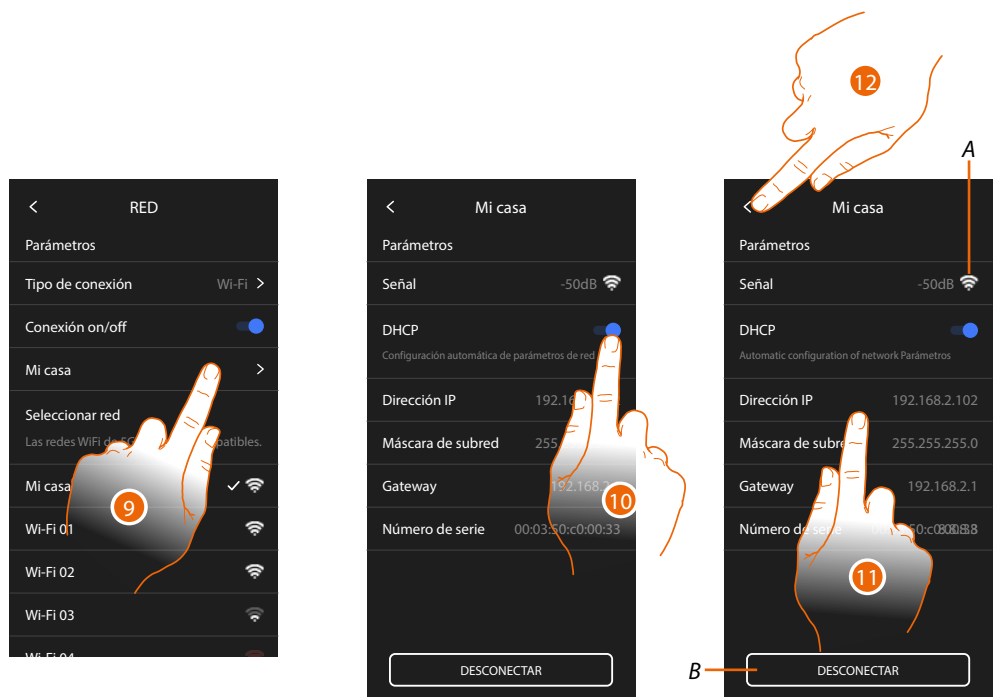 12
A
RED
Parámetros
Tipo de conexión Wi-Fi
Conexión on/off
Mi casa
Seleccionar red
Las redes WiFi de
Mi casa
9
Wi-Fi 01
Wi-Fi 02
Wi-Fi 03
Wi-Fi 04
Mi casa
Parámetros
Señal -50dB
DHCP
Configuración automática de parámetros de red
Dirección IP 192.16
Máscara de subred 255
Gateway 192.168.2
10
Número de serie 00:03:50:c0:00:33
DESCONECTAR
Mi casa
Parámetros
Señal -50dB
DHCP
Automatic configuration of network Parámetros
Dirección IP 192.168.2.102
Máscara de subre 255.255.255.0
Gateway 192.168.2.1
Número de serie
11
B
DESCONECTAR